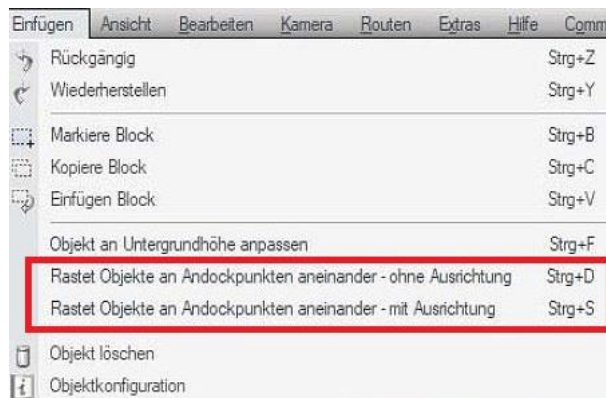 Einfügen Ansicht Bearbeiten Kamera Routen Extras Hilfe Comm
Rückgängig Strg+Z
Wiederherstellen Strg+Y
Markiere Block Strg+B
Kopiere Block Strg+C
Einfügen Block Strg+V
Objekt an Untergrundhöhe anpassen Strg+F
Rastet Objekte an Andockpunkten aneinander - ohne Ausrichtung Strg+D
Rastet Objekte an Andockpunkten aneinander - mit Ausrichtung Strg+S
Objekt löschen
Objektkonfiguration